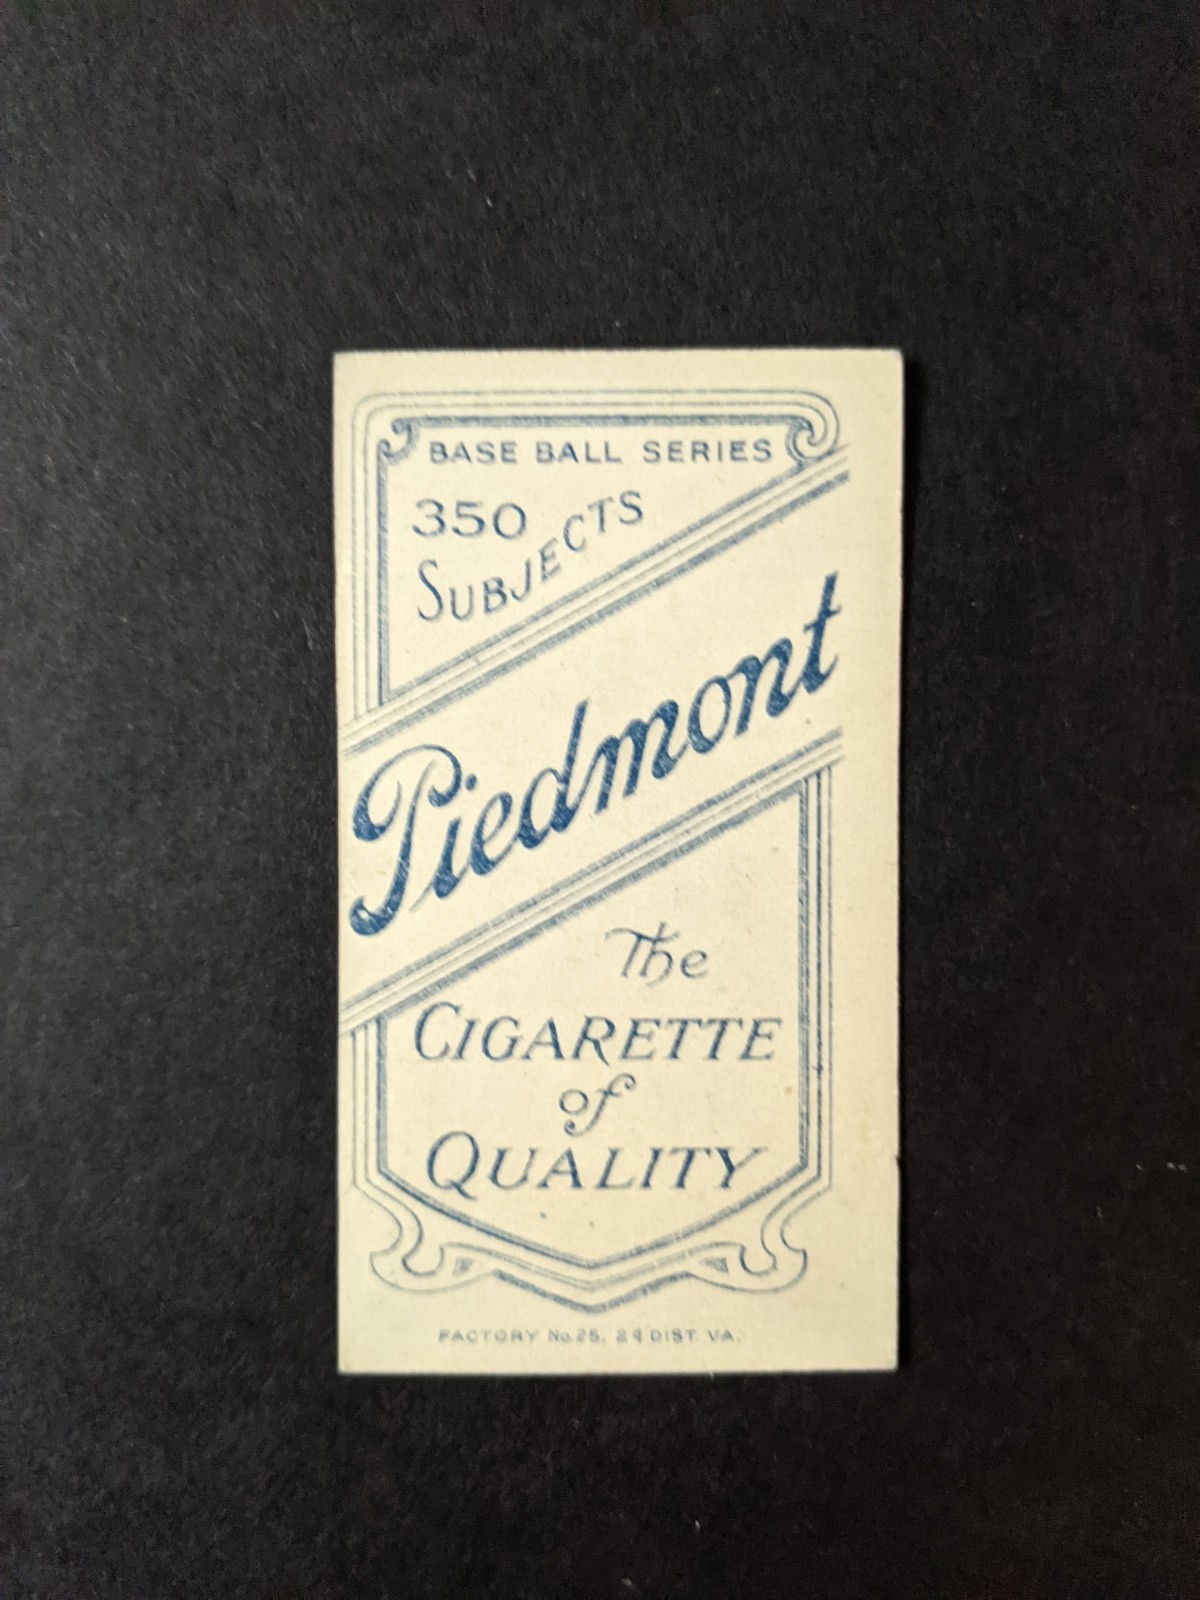 BASE BALL SERIES
350
SUBJECTS
Piedmont
The
CIGARETTE
of
QUALITY
FACTORY No. 25, 2d DIST. VA.